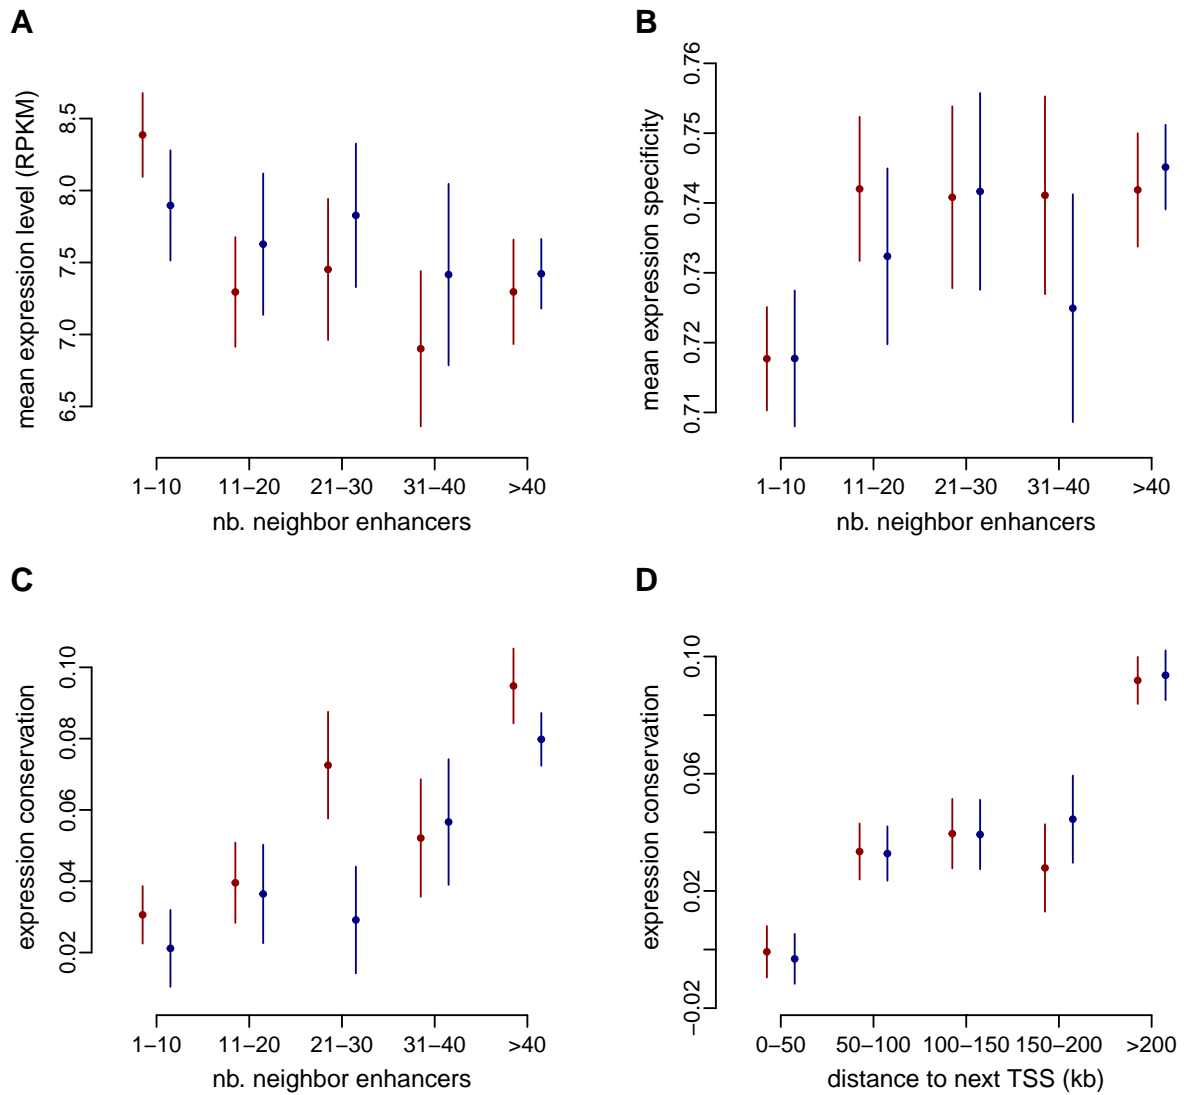 A
mean expression level (RPKM)
8.5
8.0
7.5
7.0
6.5
1−10 11−20 21−30 31−40 >40
nb. neighbor enhancers
B
mean expression specificity
0.76
0.75
0.74
0.73
0.72
0.71
1−10 11−20 21−30 31−40 >40
nb. neighbor enhancers
C
expression conservation
0.10
0.08
0.06
0.04
0.02
1−10 11−20 21−30 31−40 >40
nb. neighbor enhancers
D
expression conservation
0.10
0.06
0.02
−0.02
0−50 50−100 100−150 150−200 >200
distance to next TSS (kb)